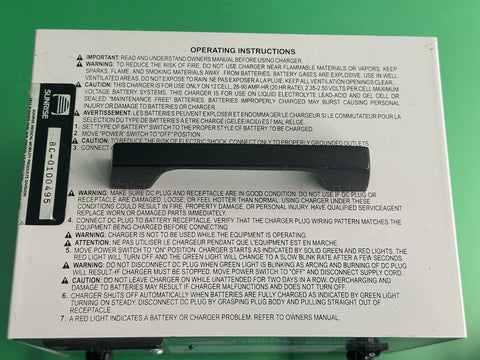 OPERATING INSTRUCTIONS
IMPORTANT: READ AND UNDERSTAND OWNERS MANUAL BEFORE USING CHARGER.
WARNING: TO REDUCE THE RISK OF FIRE, DO NOT USE CHARGER NEAR FLAMMABLE MATERIALS OR VAPORS. KEEP
SPARKS, FLAME, AND SMOKING MATERIALS AWAY FROM BATTERIES. BATTERY GASES ARE EXPLOSIVE. USE IN WELL
VENTILATED AREAS. DO NOT EXPOSE TO RAIN. NE PAS EXPOSER A LA PLUIE. KEEP ALL VENTILATION OPENINGS CLEAR.
CAUTION: THIS CHARGER IS FOR USE ONLY ON 12 CELL, 28-90 AMP-HR (20 HR RATE), 2.35-2.50 VOLTS PER CELL MAXIMUM
VOLTAGE BATTERY SYSTEMS. THIS CHARGER IS FOR USE ON LIQUID ELECTROLYTE LEAD-ACID AND GEL CELL OR
SEALED "MAINTENANCE FREE" BATTERIES. BATTERIES IMPROPERLY CHARGED MAY BURST CAUSING PERSONAL
INJURY OR DAMAGE TO BATTERIES OR CHARGER.
AVERTISSEMENT: LES BATTERIES PEUVENT EXPLOSER ET ENDOMMAGER LE CHARGEUR SI LE COMMUTATEUR POUR LA
SÉLECTION DU TYPE DE BATTERIES A ÊTRE CHARGÉ (GELÉE/ACIDE) EST MAL MIS.
1. SET "TYPE OF BATTERY" SWITCH TO THE PROPER STYLE OF BATTERY TO BE CHARGED.
2. MOVE "POWER" SWITCH TO "OFF" POSITION.
CAUTION: TO REDUCE THE RISK OF ELECTRIC SHOCK, CONNECT ONLY TO PROPERLY GROUNDED OUTLETS.
3. CONNECT
SUNRISE
BC-0100495
WARNING: MAKE SURE DC PLUG AND RECEPTACLE ARE IN GOOD CONDITION. DO NOT USE IF DC PLUG OR
RECEPTACLE ARE DAMAGED, LOOSE, OR FEEL HOTTER THAN NORMAL. USING CHARGER UNDER THESE
CONDITIONS COULD RESULT IN FIRE, DAMAGE, OR PERSONAL INJURY. HAVE QUALIFIED SERVICEAGENT
REPLACE WORN OR DAMAGED PARTS IMMEDIATELY.
4. CONNECT DC PLUG TO BATTERY RECEPTACLE. VERIFY THAT THE CHARGER PLUG WIRING PATTERN MATCHES THE
EQUIPMENT BEING CONNECTED TO.
WARNING: CHARGER IS NOT TO BE USED WHILE THE EQUIPMENT IS OPERATING.
ATTENTION: NE PAS UTILISER LE CHARGEUR PENDANT QUE L'EQUIPEMENT EST EN MARCHE.
5. MOVE POWER SWITCH TO "ON" POSITION. CHARGER STARTS AS INDICATED BY SOLID GREEN AND RED LIGHTS. THE
RED LIGHT WILL TURN OFF AND THE GREEN LIGHT WILL CHANGE TO A SLOW BLINK RATE AFTER A FEW SECONDS.
WARNING: DO NOT DISCONNECT DC PLUG WHEN GREEN LIGHT IS BLINKING AS ARCING AND BURNING OF DC PLUG
WILL RESULT-IF CHARGER MUST BE STOPPED, MOVE POWER SWITCH TO "OFF" AND DISCONNECT SUPPLY CORD.
CAUTION: DO NOT LEAVE CHARGER ON WHILE UNATTENDED FOR TWO DAYS IN A ROW. OVERCHARGING AND
DAMAGE TO BATTERIES MAY RESULT IF CHARGER MALFUNCTIONS AND DOES NOT TURN OFF.
6. CHARGER SHUTS OFF AUTOMATICALLY WHEN BATTERIES ARE FULLY CHARGED AS INDICATED BY GREEN LIGHT
TURNING ON STEADY. DISCONNECT DC PLUG BY GRASPING PLUG BODY AND PULLING STRAIGHT OUT OF
RECEPTACLE.
7. A RED LIGHT INDICATES A BATTERY OR CHARGER PROBLEM. REFER TO OWNERS MANUAL.